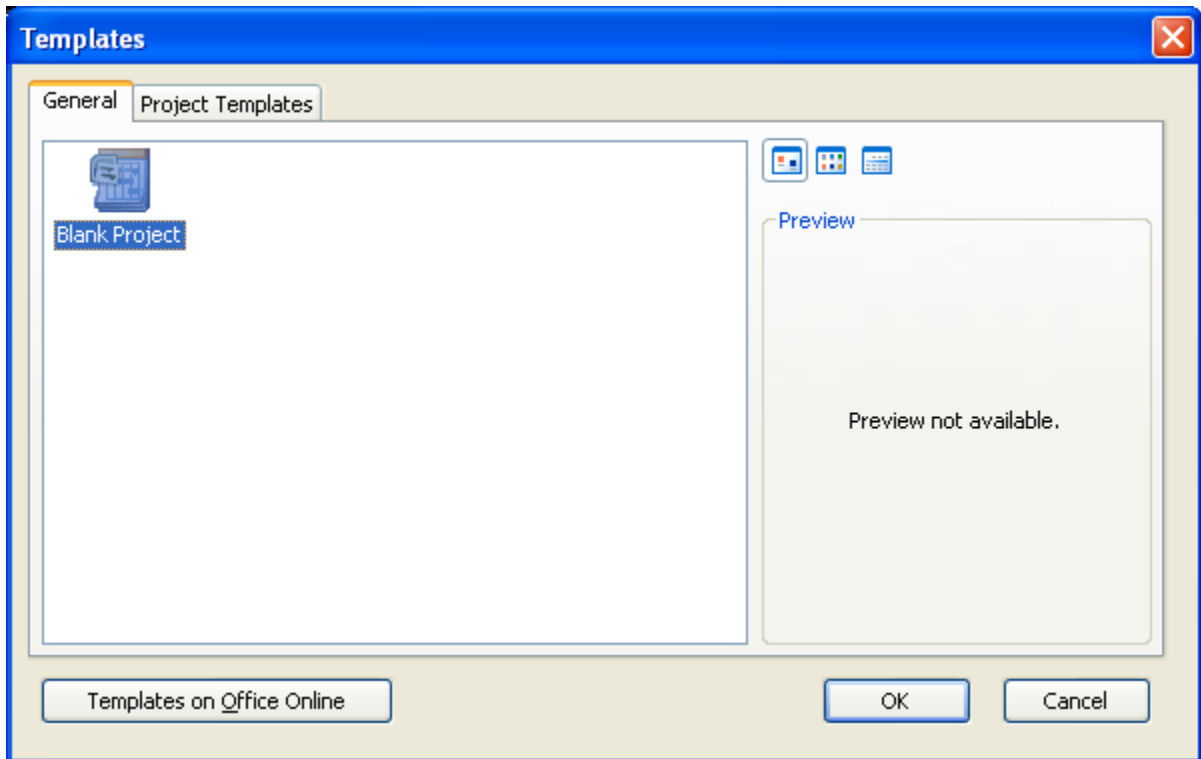 Templates
General
Project Templates
Blank Project
Preview
Preview not available.
Templates on Office Online
OK
Cancel